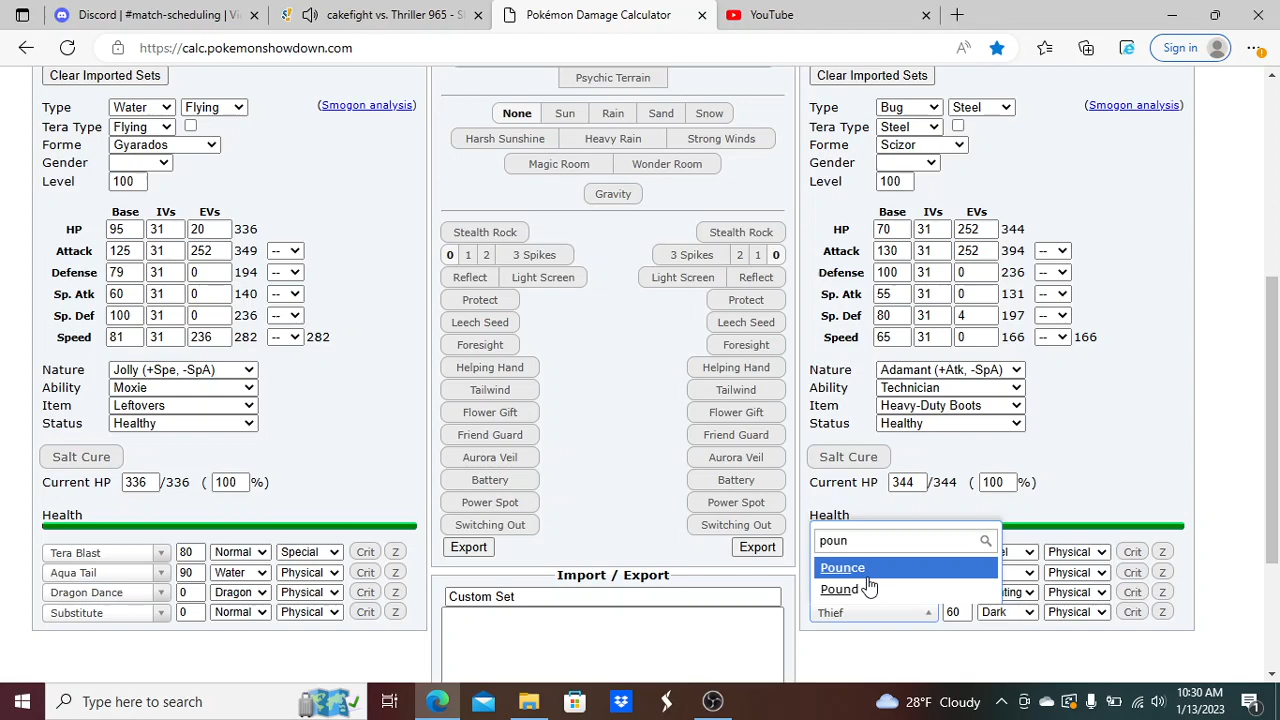 Discord | #match-scheduling | Vi
cakefight vs. Thriller 965 - Sh
Pokémon Damage Calculator
YouTube
https://calc.pokemonshowdown.com
Sign in
Clear Imported Sets
Type Water Flying (Smogon analysis)
Tera Type Flying
Forme Gyarados
Gender
Level 100
Base IVs EVs
HP 95 31 20 336
Attack 125 31 252 349 --
Defense 79 31 0 194 --
Sp. Atk 60 31 0 140 --
Sp. Def 100 31 0 236 --
Speed 81 31 236 282 -- 282
Nature Jolly (+Spe, -SpA)
Ability Moxie
Item Leftovers
Status Healthy
Salt Cure
Current HP 336 /336 ( 100 %)
Health
Tera Blast 80 Normal Special Crit Z
Aqua Tail 90 Water Physical Crit Z
Dragon Dance 0 Dragon Physical Crit Z
Substitute 0 Normal Physical Crit Z
Psychic Terrain
None Sun Rain Sand Snow
Harsh Sunshine Heavy Rain Strong Winds
Magic Room Wonder Room
Gravity
Stealth Rock Stealth Rock
0 1 2 3 Spikes 3 Spikes 2 1 0
Reflect Light Screen Light Screen Reflect
Protect Protect
Leech Seed Leech Seed
Foresight Foresight
Helping Hand Helping Hand
Tailwind Tailwind
Flower Gift Flower Gift
Friend Guard Friend Guard
Aurora Veil Aurora Veil
Battery Battery
Power Spot Power Spot
Switching Out Switching Out
Export Export
Import / Export
Custom Set
Clear Imported Sets
Type Bug Steel (Smogon analysis)
Tera Type Steel
Forme Scizor
Gender
Level 100
Base IVs EVs
HP 70 31 252 344
Attack 130 31 252 394 --
Defense 100 31 0 236 --
Sp. Atk 55 31 0 131 --
Sp. Def 80 31 4 197 --
Speed 65 31 0 166 -- 166
Nature Adamant (+Atk, -SpA)
Ability Technician
Item Heavy-Duty Boots
Status Healthy
Salt Cure
Current HP 344 /344 ( 100 %)
Health
poun
Pounce
Pound
Physical Crit Z
Physical Crit Z
Physical Crit Z
Thief 60 Dark Physical Crit Z
Type here to search
28°F Cloudy
10:30 AM
1/13/2023
1